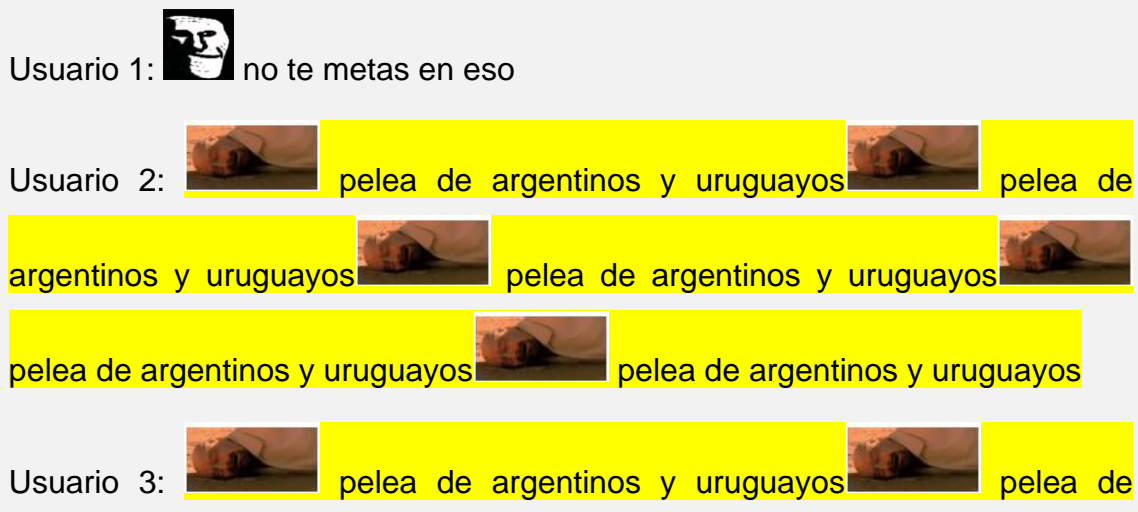 Usuario 1: no te metas en eso
Usuario 2: pelea de argentinos y uruguayos pelea de
argentinos y uruguayos pelea de argentinos y uruguayos
pelea de argentinos y uruguayos pelea de argentinos y uruguayos
Usuario 3: pelea de argentinos y uruguayos pelea de